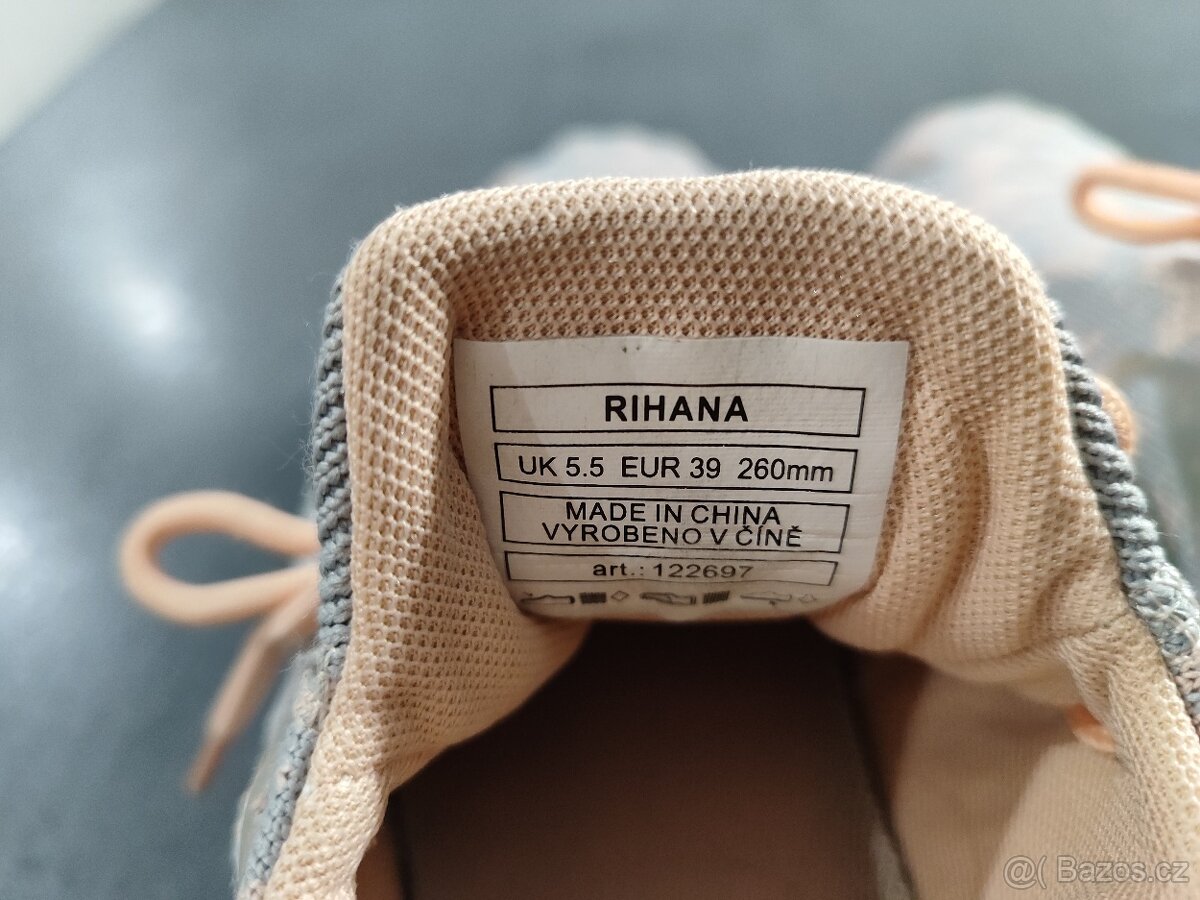 RIHANA
UK 5.5 EUR 39 260mm
MADE IN CHINA
VYROBENO V ČÍNĚ
art.: 122697
@( Bazos.cz